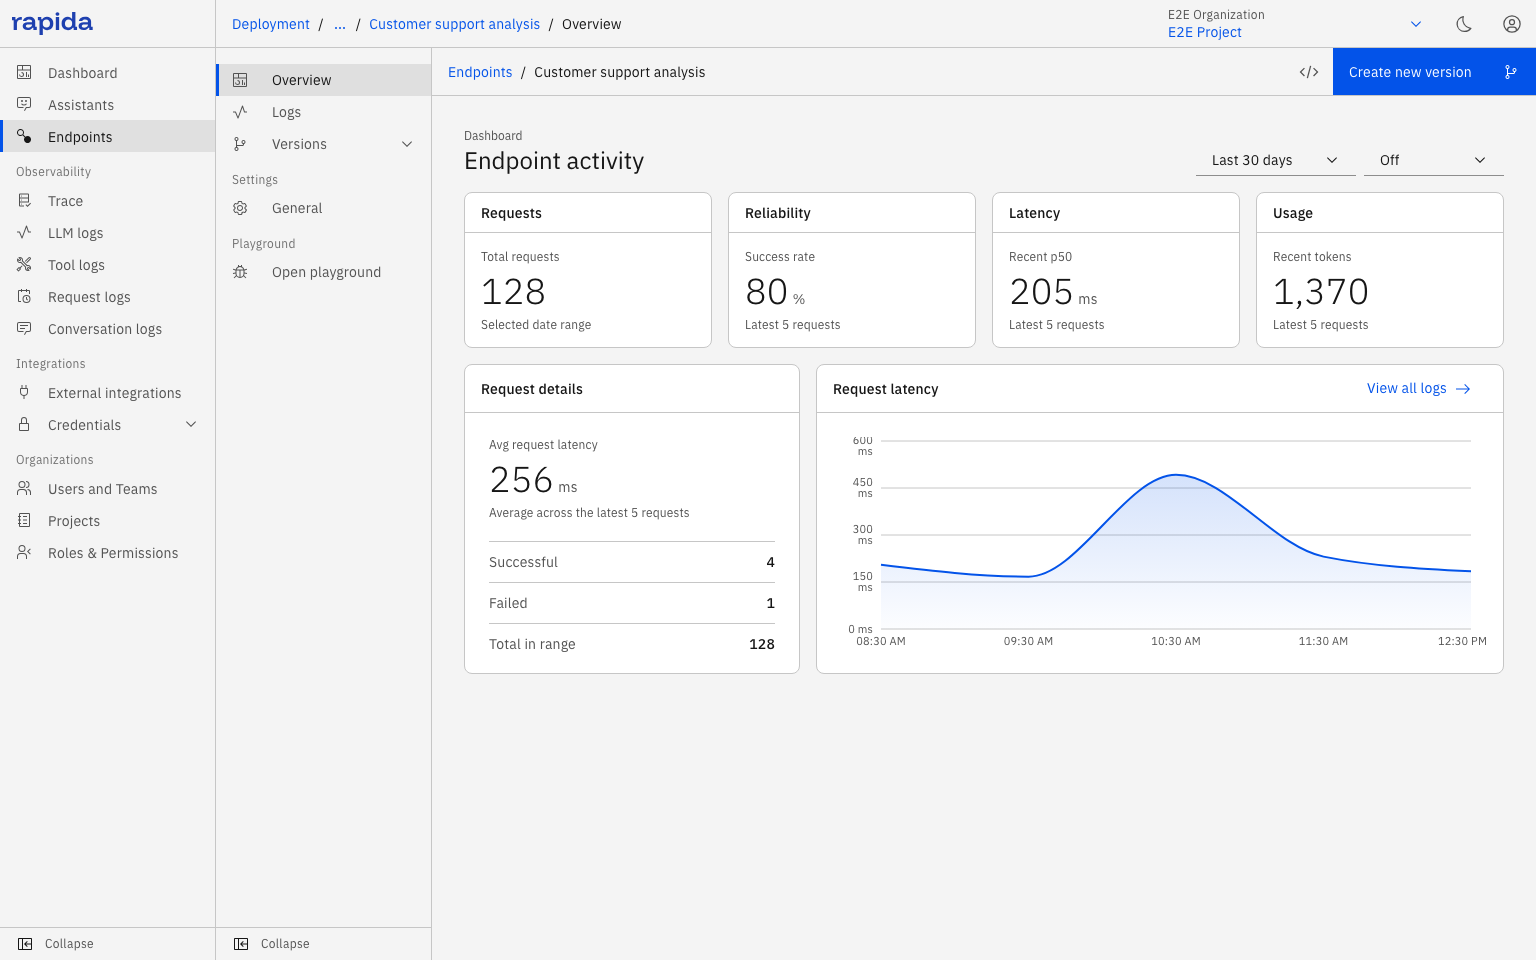 rapida
Deployment / ... / Customer support analysis / Overview
E2E Organization
E2E Project
Dashboard
Assistants
Endpoints
Observability
Trace
LLM logs
Tool logs
Request logs
Conversation logs
Integrations
External integrations
Credentials
Organizations
Users and Teams
Projects
Roles & Permissions
Collapse
Overview
Logs
Versions
Settings
General
Playground
Open playground
Collapse
Endpoints / Customer support analysis
Create new version
Dashboard
Endpoint activity
Last 30 days
Off
Requests
Total requests
128
Selected date range
Reliability
Success rate
80 %
Latest 5 requests
Latency
Recent p50
205 ms
Latest 5 requests
Usage
Recent tokens
1,370
Latest 5 requests
Request details
Avg request latency
256 ms
Average across the latest 5 requests
Successful 4
Failed 1
Total in range 128
Request latency
View all logs
600
ms
450
ms
300
ms
150
ms
0 ms
08:30 AM 09:30 AM 10:30 AM 11:30 AM 12:30 PM